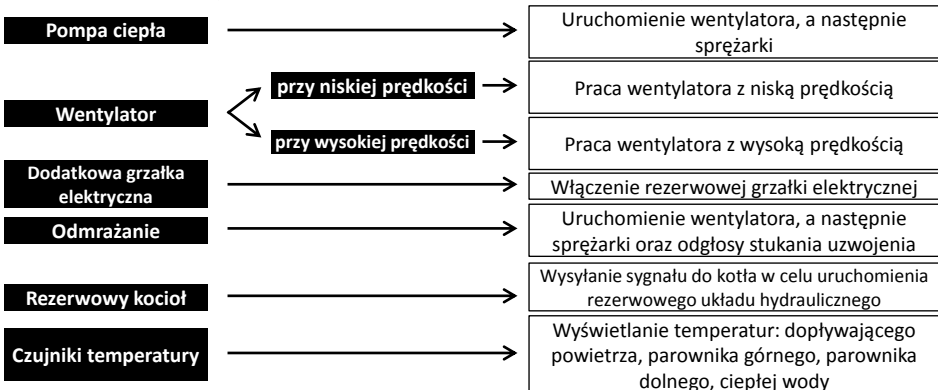 Pompa ciepła
Uruchomienie wentylatora, a następnie
sprężarki
Wentylator
przy niskiej prędkości
Praca wentylatora z niską prędkością
przy wysokiej prędkości
Praca wentylatora z wysoką prędkością
Dodatkowa grzałka
elektryczna
Włączenie rezerwowej grzałki elektrycznej
Odmrażanie
Uruchomienie wentylatora, a następnie
sprężarki oraz odgłosy stukania uzwojenia
Rezerwowy kocioł
Wysyłanie sygnału do kotła w celu uruchomienia
rezerwowego układu hydraulicznego
Czujniki temperatury
Wyświetlanie temperatur: dopływającego
powietrza, parownika górnego, parownika
dolnego, ciepłej wody